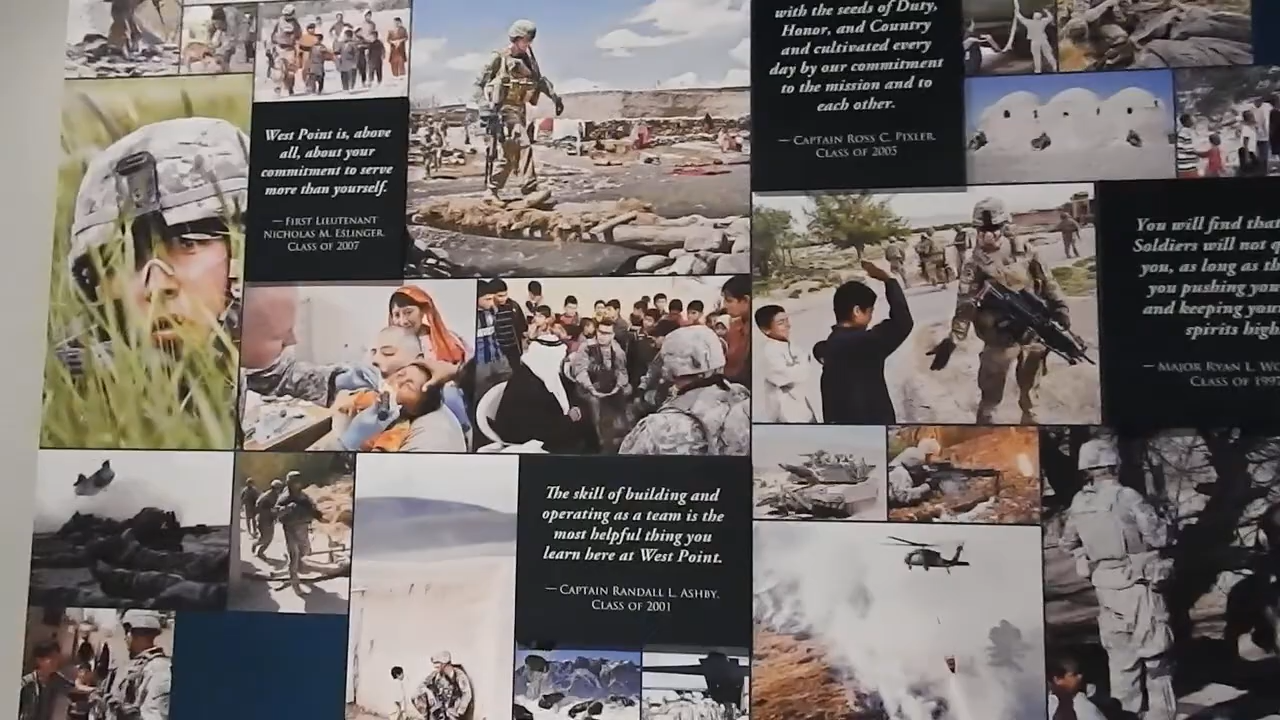 with the seeds of Duty,
Honor, and Country
and cultivated every
day by our commitment
to the mission and to
each other.
— Captain Ross C. Pixler,
Class of 2005
West Point is, above
all, about your
commitment to serve
more than yourself.
— First Lieutenant
Nicholas M. Eslinger,
Class of 2007
You will find that
Soldiers will not
you, as long as
you pushing
and keeping
spirits high
— Major Ryan L.
Class of
The skill of building and
operating as a team is the
most helpful thing you
learn here at West Point.
— Captain Randall L. Ashby,
Class of 2001